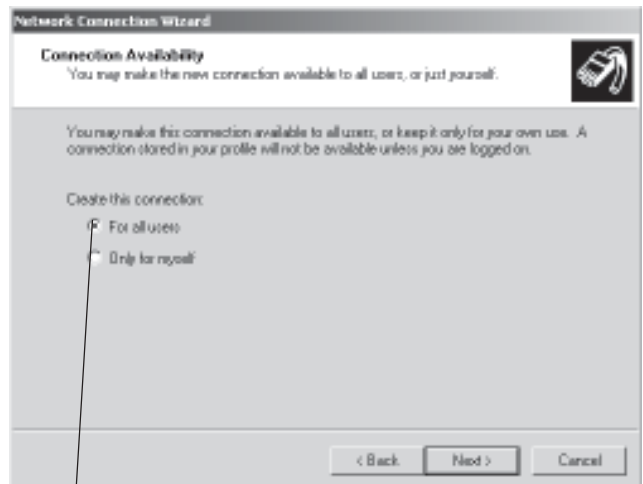 Network Connection Wizard
Connection Availability
You may make the new connection available to all users, or just yourself.
You may make this connection available to all users, or keep it only for your own use. A
connection stored in your profile will not be available unless you are logged on.
Create this connection:
For all users
Only for myself
< Back
Next >
Cancel